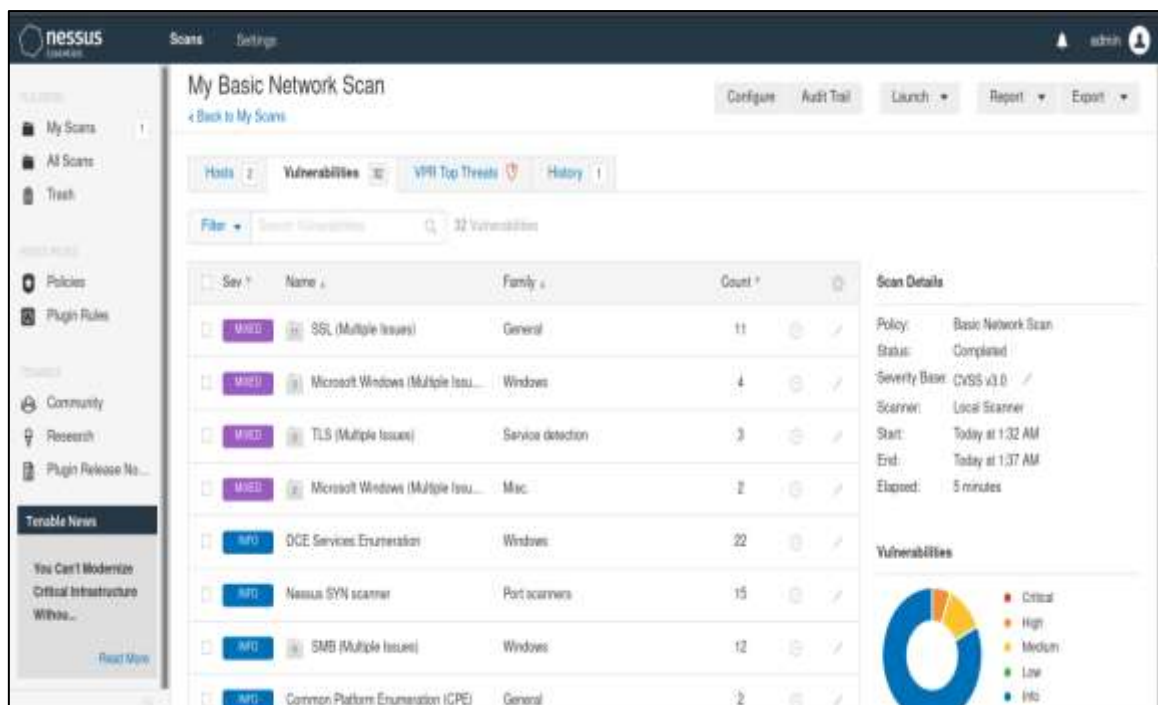 nessus
Essentials
Scans
Settings
admin
FOLDERS
My Scans 1
All Scans
Trash
RESOURCES
Policies
Plugin Rules
TENABLE
Community
Research
Plugin Release No...
Tenable News
You Can't Modernize
Critical Infrastructure
Withou...
Read More
My Basic Network Scan
< Back to My Scans
Configure
Audit Trail
Launch
Report
Export
Hosts 2
Vulnerabilities 32
VPR Top Threats
History 1
Filter
Search Vulnerabilities
32 Vulnerabilities
Sev Name Family Count
MIXED SSL (Multiple Issues) General 11
MIXED Microsoft Windows (Multiple Issu... Windows 4
MIXED TLS (Multiple Issues) Service detection 3
MIXED Microsoft Windows (Multiple Issu... Misc. 2
INFO DCE Services Enumeration Windows 22
INFO Nessus SYN scanner Port scanners 15
INFO SMB (Multiple Issues) Windows 12
INFO Common Platform Enumeration (CPE) General 2
Scan Details
Policy: Basic Network Scan
Status: Completed
Severity Base: CVSS v3.0
Scanner: Local Scanner
Start: Today at 1:32 AM
End: Today at 1:37 AM
Elapsed: 5 minutes
Vulnerabilities
Critical
High
Medium
Low
Info